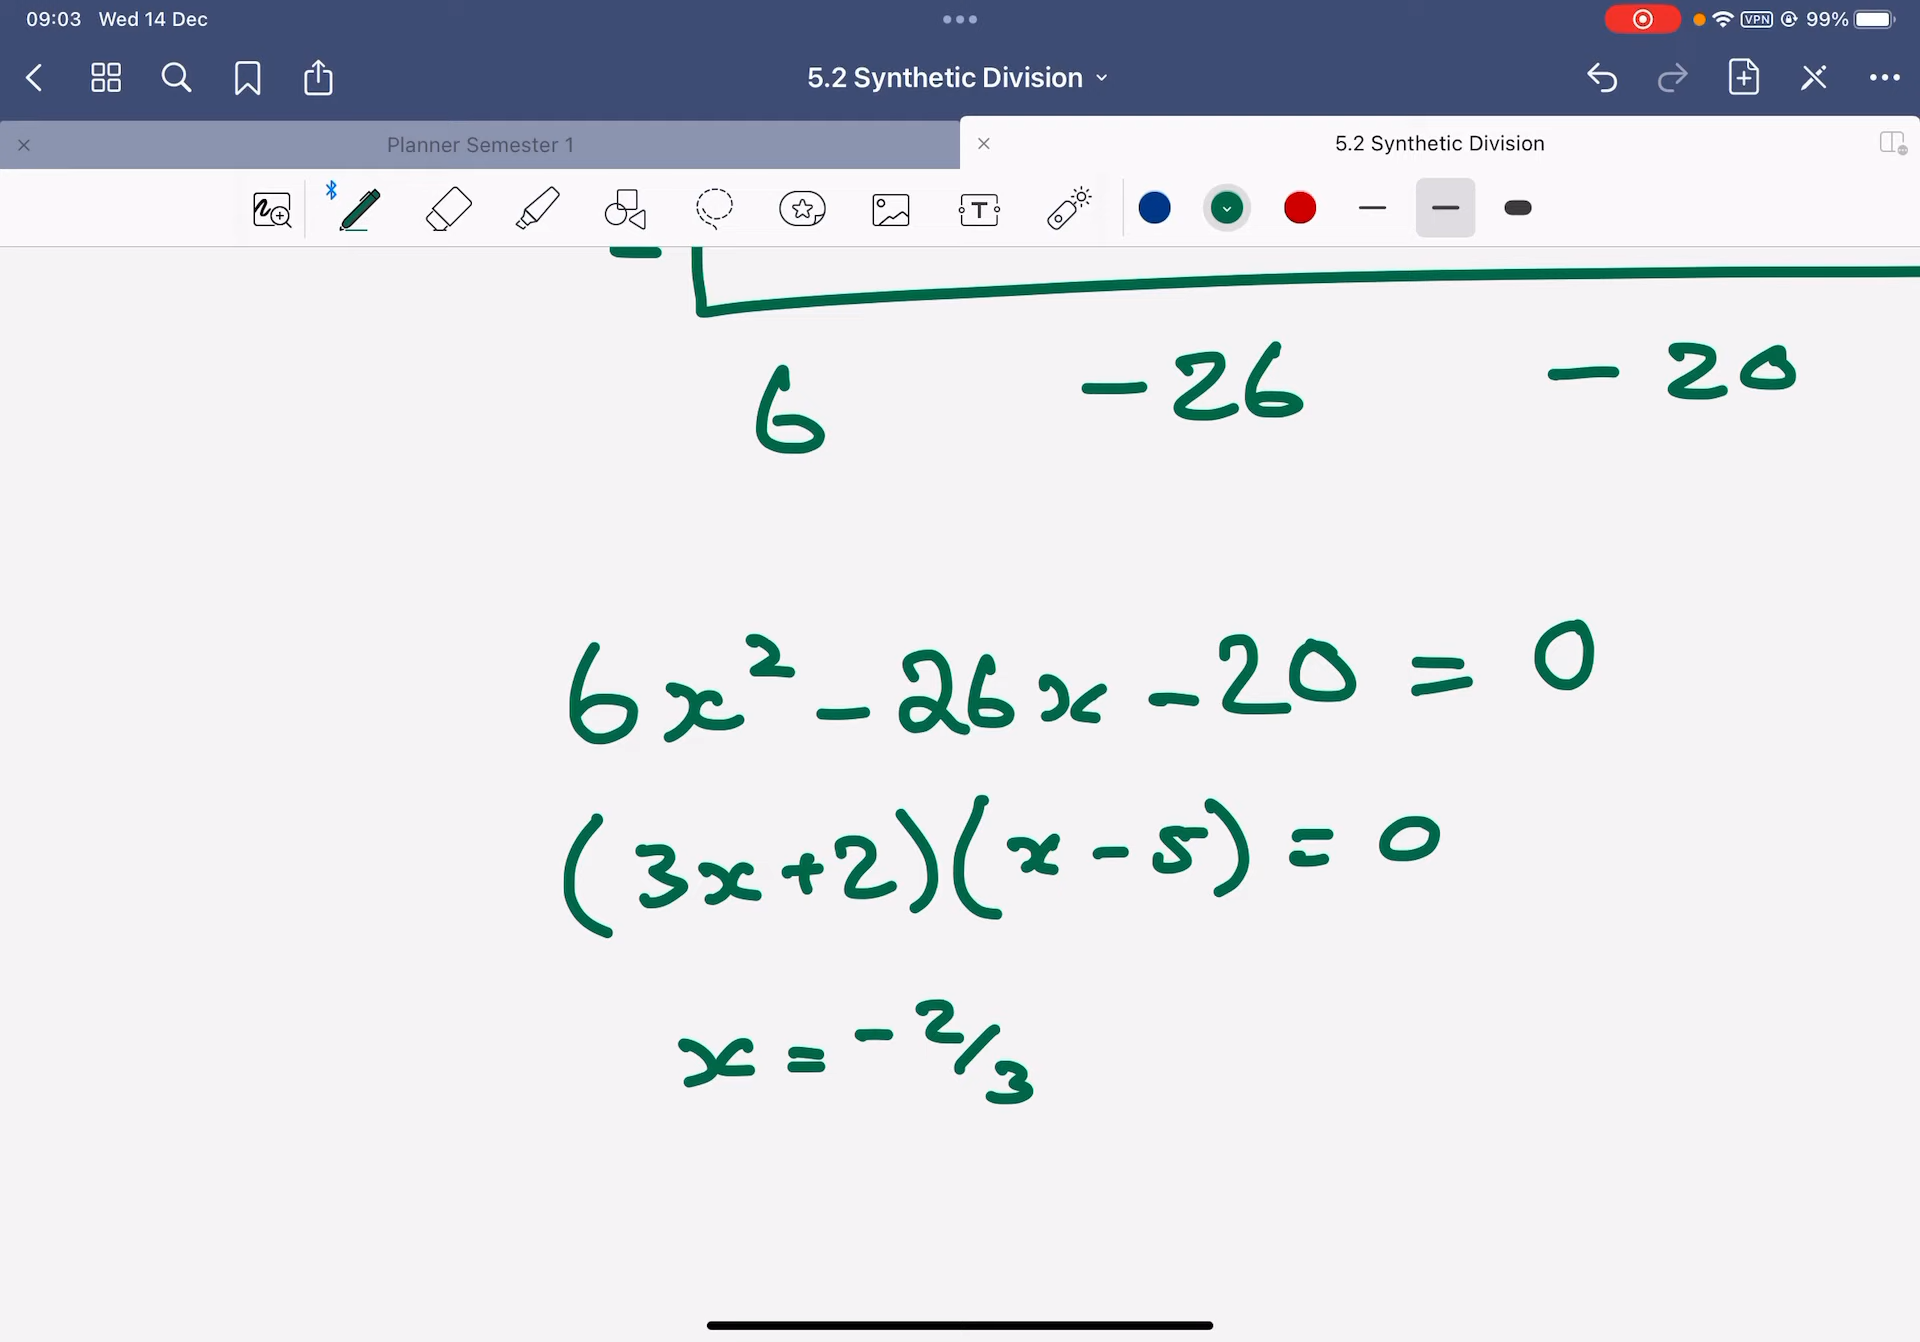 09:03 Wed 14 Dec
VPN 99%
5.2 Synthetic Division
Planner Semester 1
5.2 Synthetic Division
T
6 - 26 - 20
6x² - 26x - 20 = 0
(3x + 2)(x - 5) = 0
x = - 2/3